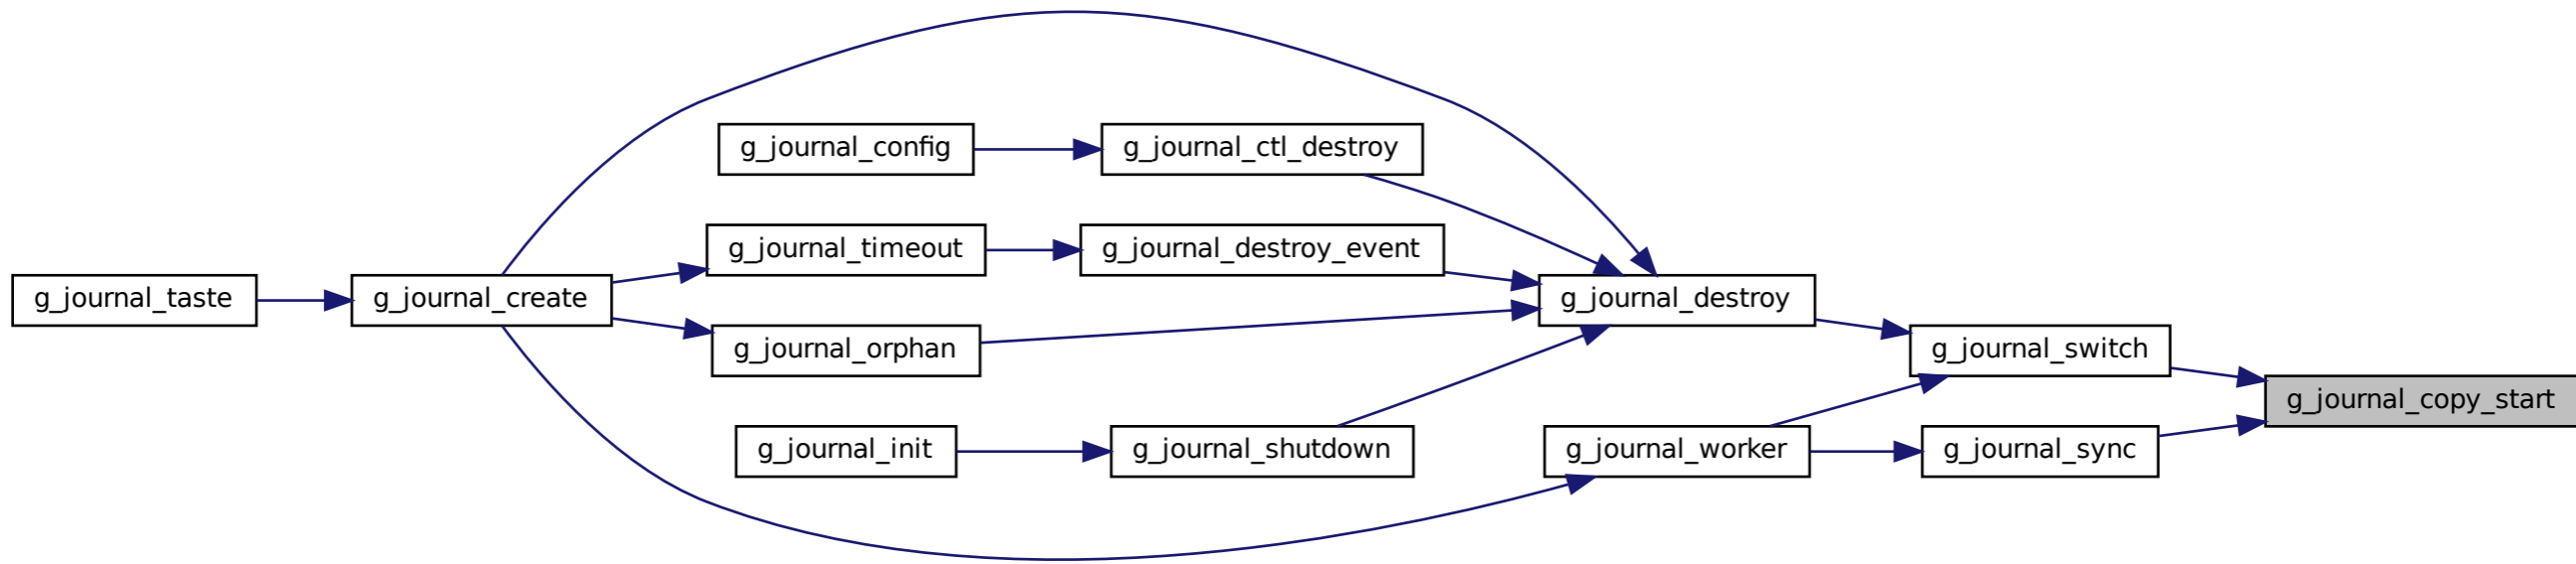 g_journal_config
g_journal_ctl_destroy
g_journal_timeout
g_journal_destroy_event
g_journal_taste
g_journal_create
g_journal_destroy
g_journal_orphan
g_journal_switch
g_journal_copy_start
g_journal_init
g_journal_shutdown
g_journal_worker
g_journal_sync